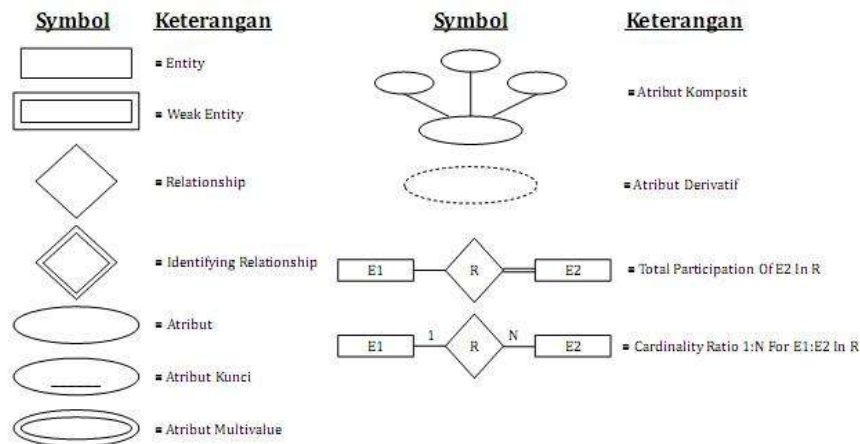 Symbol Keterangan
= Entity
= Weak Entity
= Relationship
= Identifying Relationship
= Atribut
= Atribut Kunci
= Atribut Multivalue
Symbol Keterangan
= Atribut Komposit
= Atribut Derivatif
E1 R E2 = Total Participation Of E2 In R
E1 1 R N E2 = Cardinality Ratio 1:N For E1:E2 In R